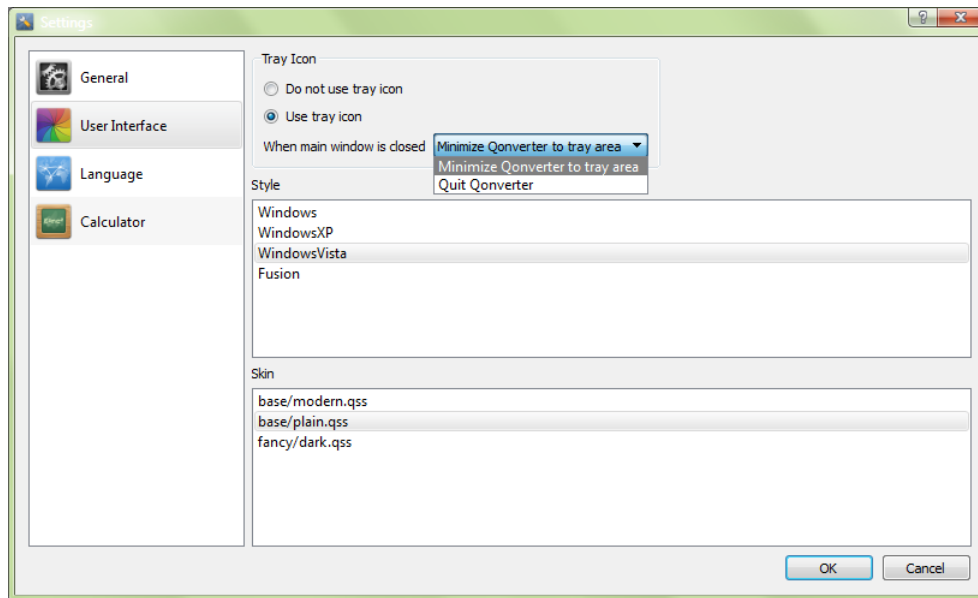 Settings
General
User Interface
Language
Calculator
Tray Icon
Do not use tray icon
Use tray icon
When main window is closed Minimize Qonverter to tray area
Minimize Qonverter to tray area
Quit Qonverter
Style
Windows
WindowsXP
WindowsVista
Fusion
Skin
base/modern.qss
base/plain.qss
fancy/dark.qss
OK Cancel